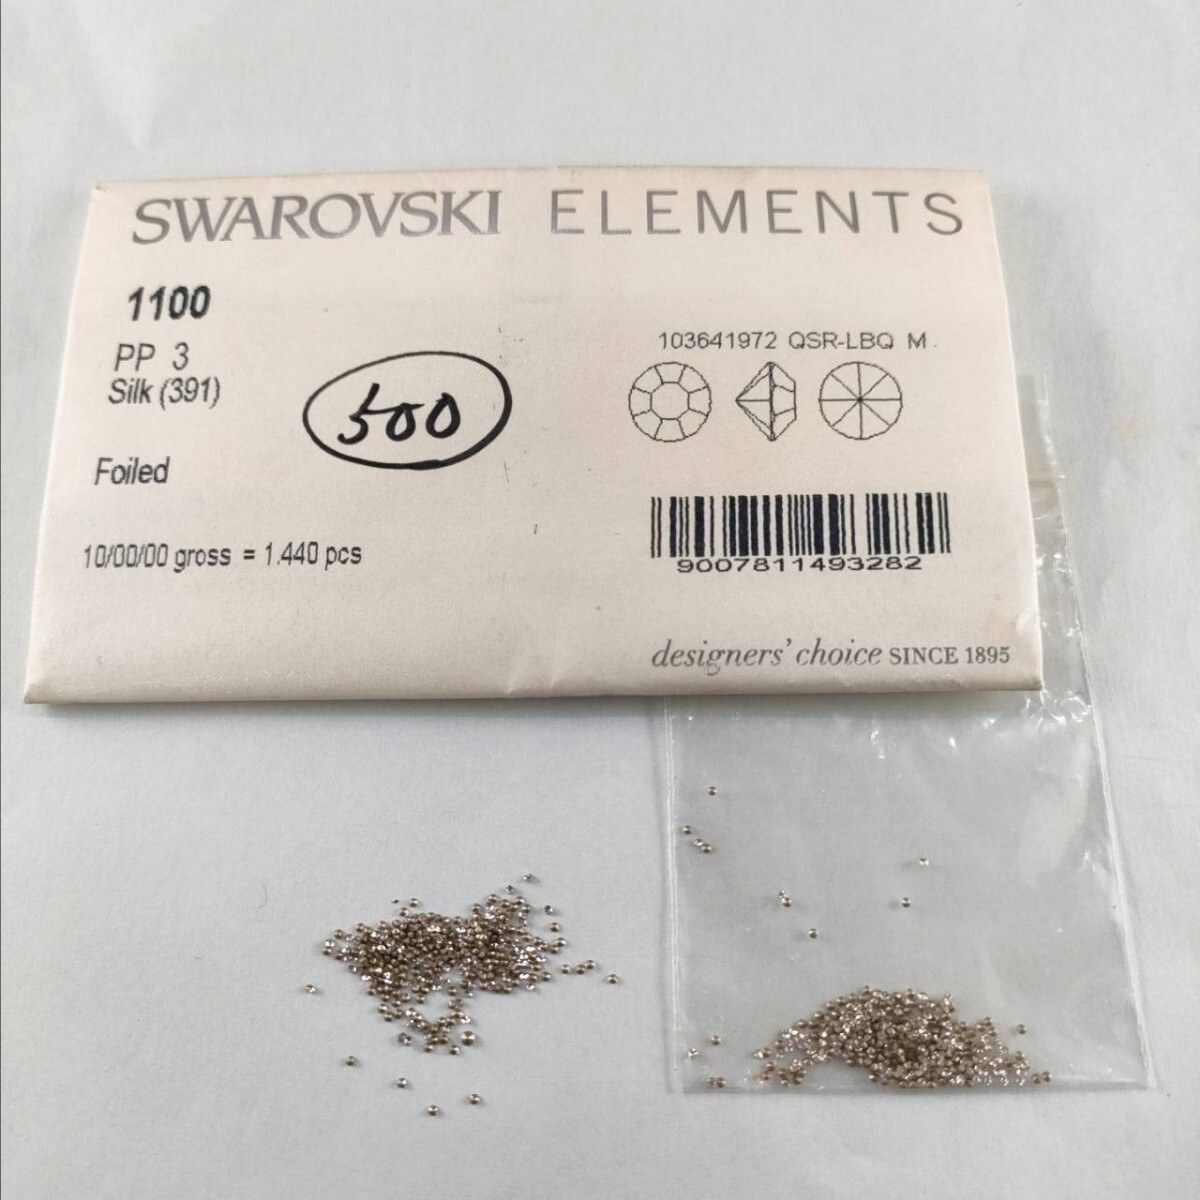 SWAROVSKI ELEMENTS
1100
PP 3
Silk (391)
500
Foiled
10/00/00 gross = 1.440 pcs
103641972 QSR-LBQ M.
9007811493282
designers' choice SINCE 1895